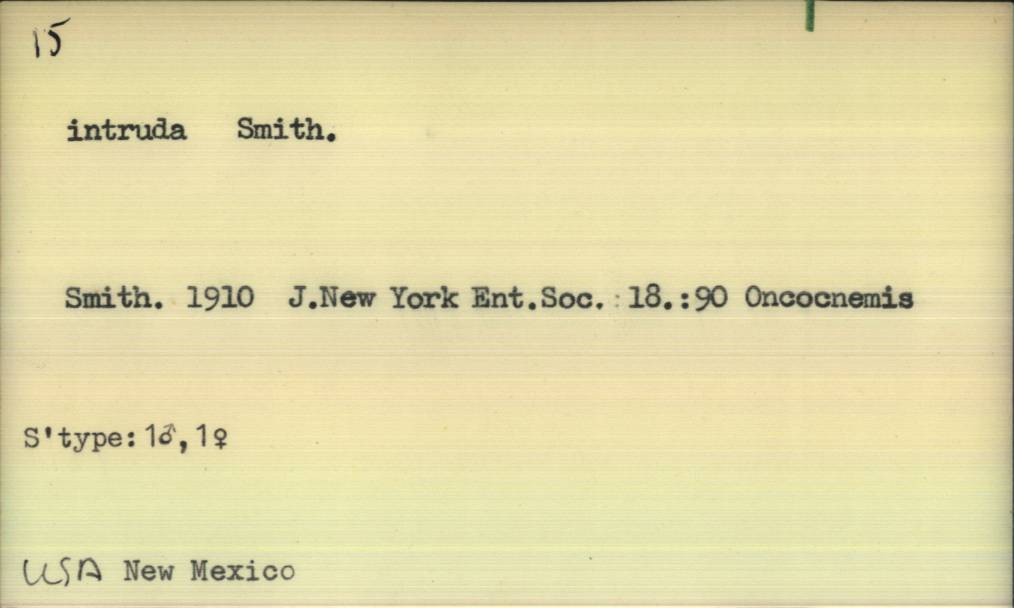 15
intruda Smith.
Smith. 1910 J.New York Ent.Soc. 18.:90 Oncocnemis
S'type: 1♂, 1♀
USA New Mexico